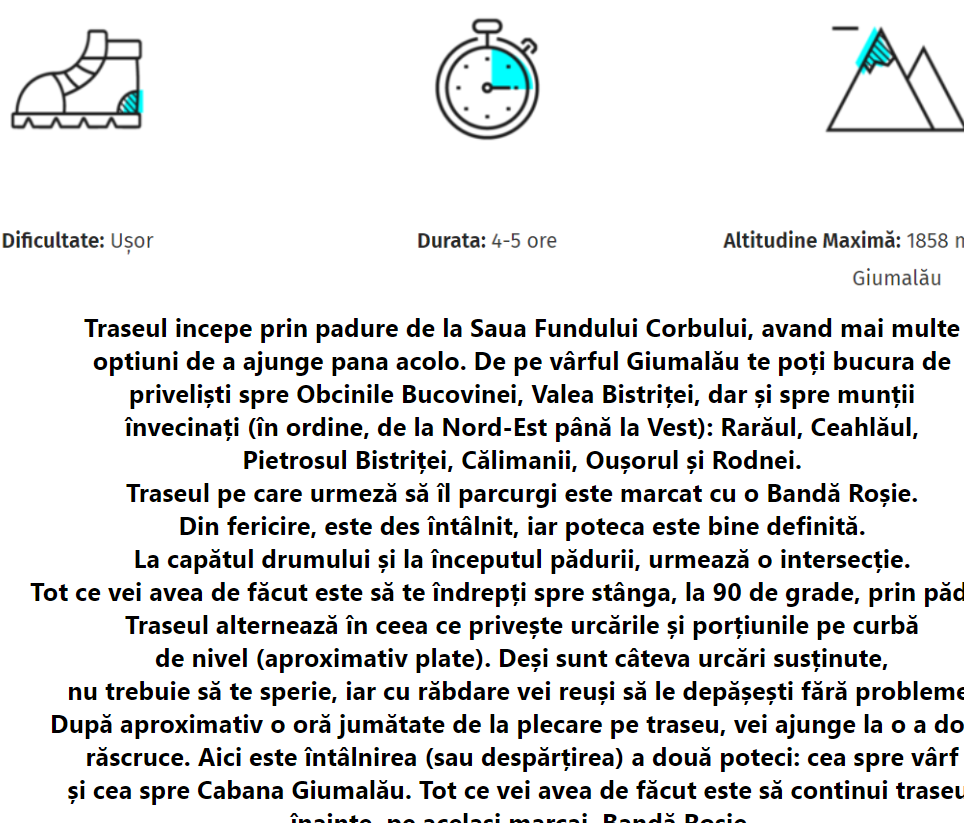 Dificultate: Ușor
Durata: 4-5 ore
Altitudine Maximă: 1858 m
Giumalău
Traseul incepe prin padure de la Saua Fundului Corbului, avand mai multe
optiuni de a ajunge pana acolo. De pe vârful Giumalău te poți bucura de
priveliști spre Obcinile Bucovinei, Valea Bistriței, dar și spre munții
învecinați (în ordine, de la Nord-Est până la Vest): Rarăul, Ceahlăul,
Pietrosul Bistriței, Călimanii, Oușorul și Rodnei.
Traseul pe care urmeză să îl parcurgi este marcat cu o Bandă Roșie.
Din fericire, este des întâlnit, iar poteca este bine definită.
La capătul drumului și la începutul pădurii, urmează o intersecție.
Tot ce vei avea de făcut este să te îndrepți spre stânga, la 90 de grade, prin păd
Traseul alternează în ceea ce privește urcările și porțiunile pe curbă
de nivel (aproximativ plate). Deși sunt câteva urcări susținute,
nu trebuie să te sperie, iar cu răbdare vei reuși să le depășești fără probleme
După aproximativ o oră jumătate de la plecare pe traseu, vei ajunge la o a do
răscruce. Aici este întâlnirea (sau despărțirea) a două poteci: cea spre vârf
și cea spre Cabana Giumalău. Tot ce vei avea de făcut este să continui traseu
înainte, pe același marcaj, Bandă Roșie